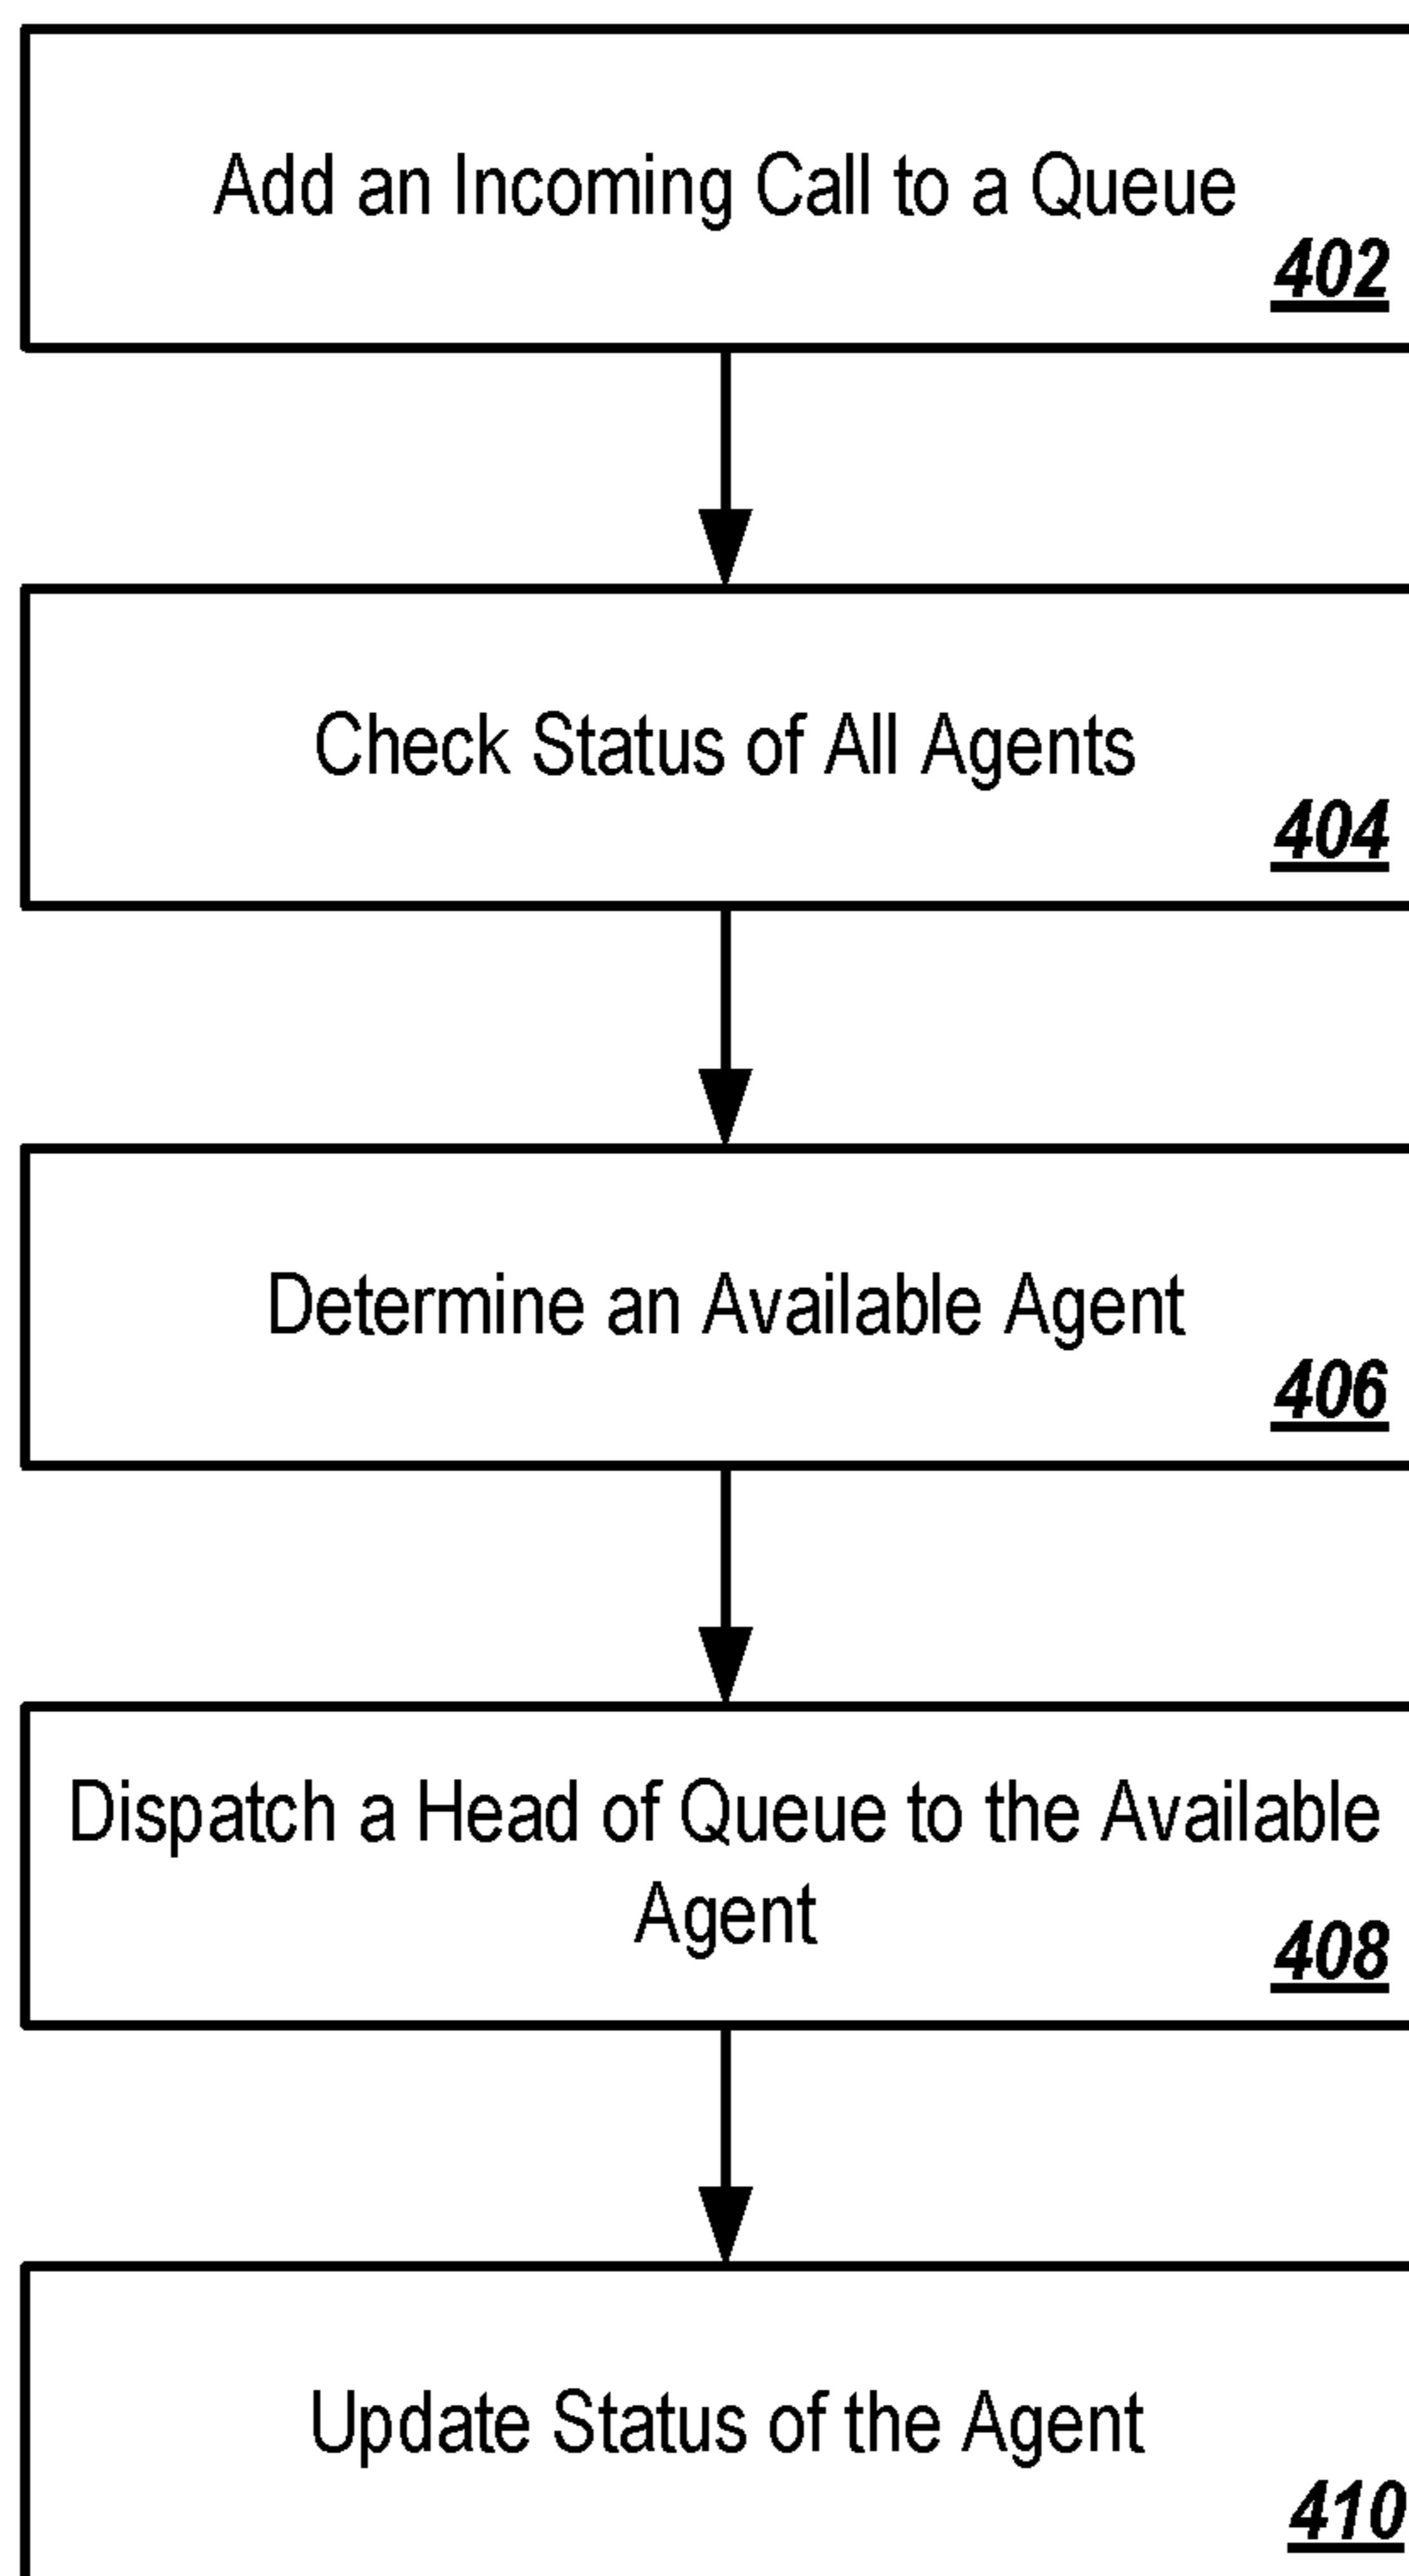 Add an Incoming Call to a Queue
402
Check Status of All Agents
404
Determine an Available Agent
406
Dispatch a Head of Queue to the Available
Agent
408
Update Status of the Agent
410